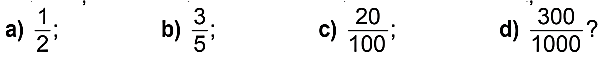 a) 1/2; b) 3/5; c) 20/100; d) 300/1000?